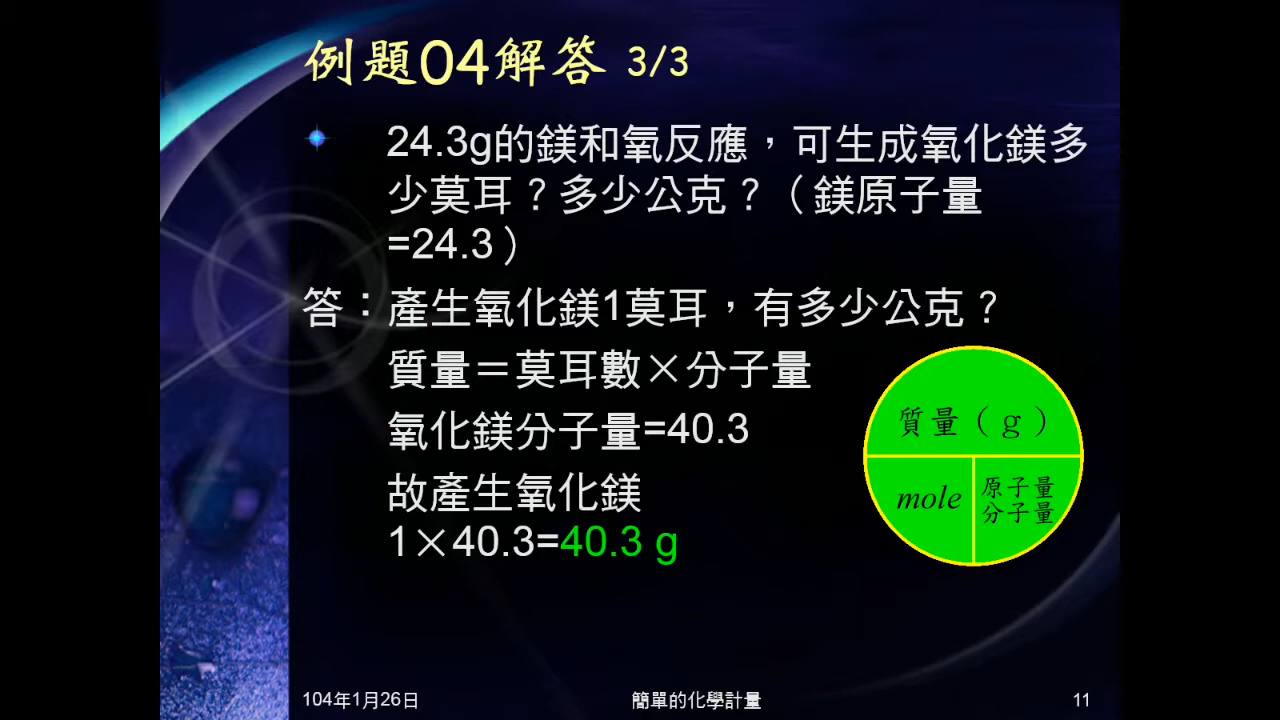 例題04解答 3/3
24.3g的鎂和氧反應，可生成氧化鎂多
少莫耳？多少公克？（鎂原子量
=24.3）
答：產生氧化鎂1莫耳，有多少公克？
質量＝莫耳數×分子量
氧化鎂分子量=40.3
故產生氧化鎂
1×40.3=40.3 g
質量（g）
mole
原子量
分子量
104年1月26日
簡單的化學計量
11